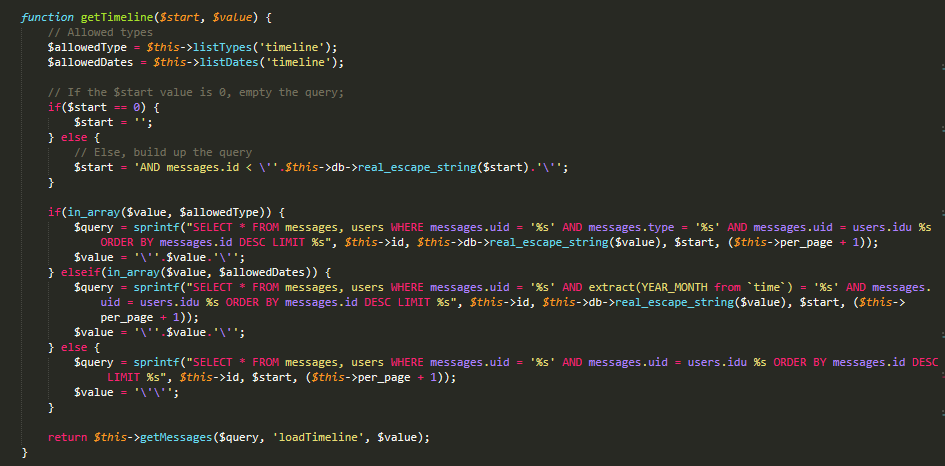 function getTimeline($start, $value) {
// Allowed types
$allowedType = $this->listTypes('timeline');
$allowedDates = $this->listDates('timeline');
// If the $start value is 0, empty the query;
if($start == 0) {
$start = '';
} else {
// Else, build up the query
$start = 'AND messages.id < \''.$this->db->real_escape_string($start).'\'';
}
if(in_array($value, $allowedType)) {
$query = sprintf("SELECT * FROM messages, users WHERE messages.uid = '%s' AND messages.type = '%s' AND messages.uid = users.idu %s
ORDER BY messages.id DESC LIMIT %s", $this->id, $this->db->real_escape_string($value), $start, ($this->per_page + 1));
$value = '\''.$value.'\'';
} elseif(in_array($value, $allowedDates)) {
$query = sprintf("SELECT * FROM messages, users WHERE messages.uid = '%s' AND extract(YEAR_MONTH from `time`) = '%s' AND messages.
uid = users.idu %s ORDER BY messages.id DESC LIMIT %s", $this->id, $this->db->real_escape_string($value), $start, ($this->
per_page + 1));
$value = '\''.$value.'\'';
} else {
$query = sprintf("SELECT * FROM messages, users WHERE messages.uid = '%s' AND messages.uid = users.idu %s ORDER BY messages.id DESC
LIMIT %s", $this->id, $start, ($this->per_page + 1));
$value = '\'\'';
}
return $this->getMessages($query, 'loadTimeline', $value);
}